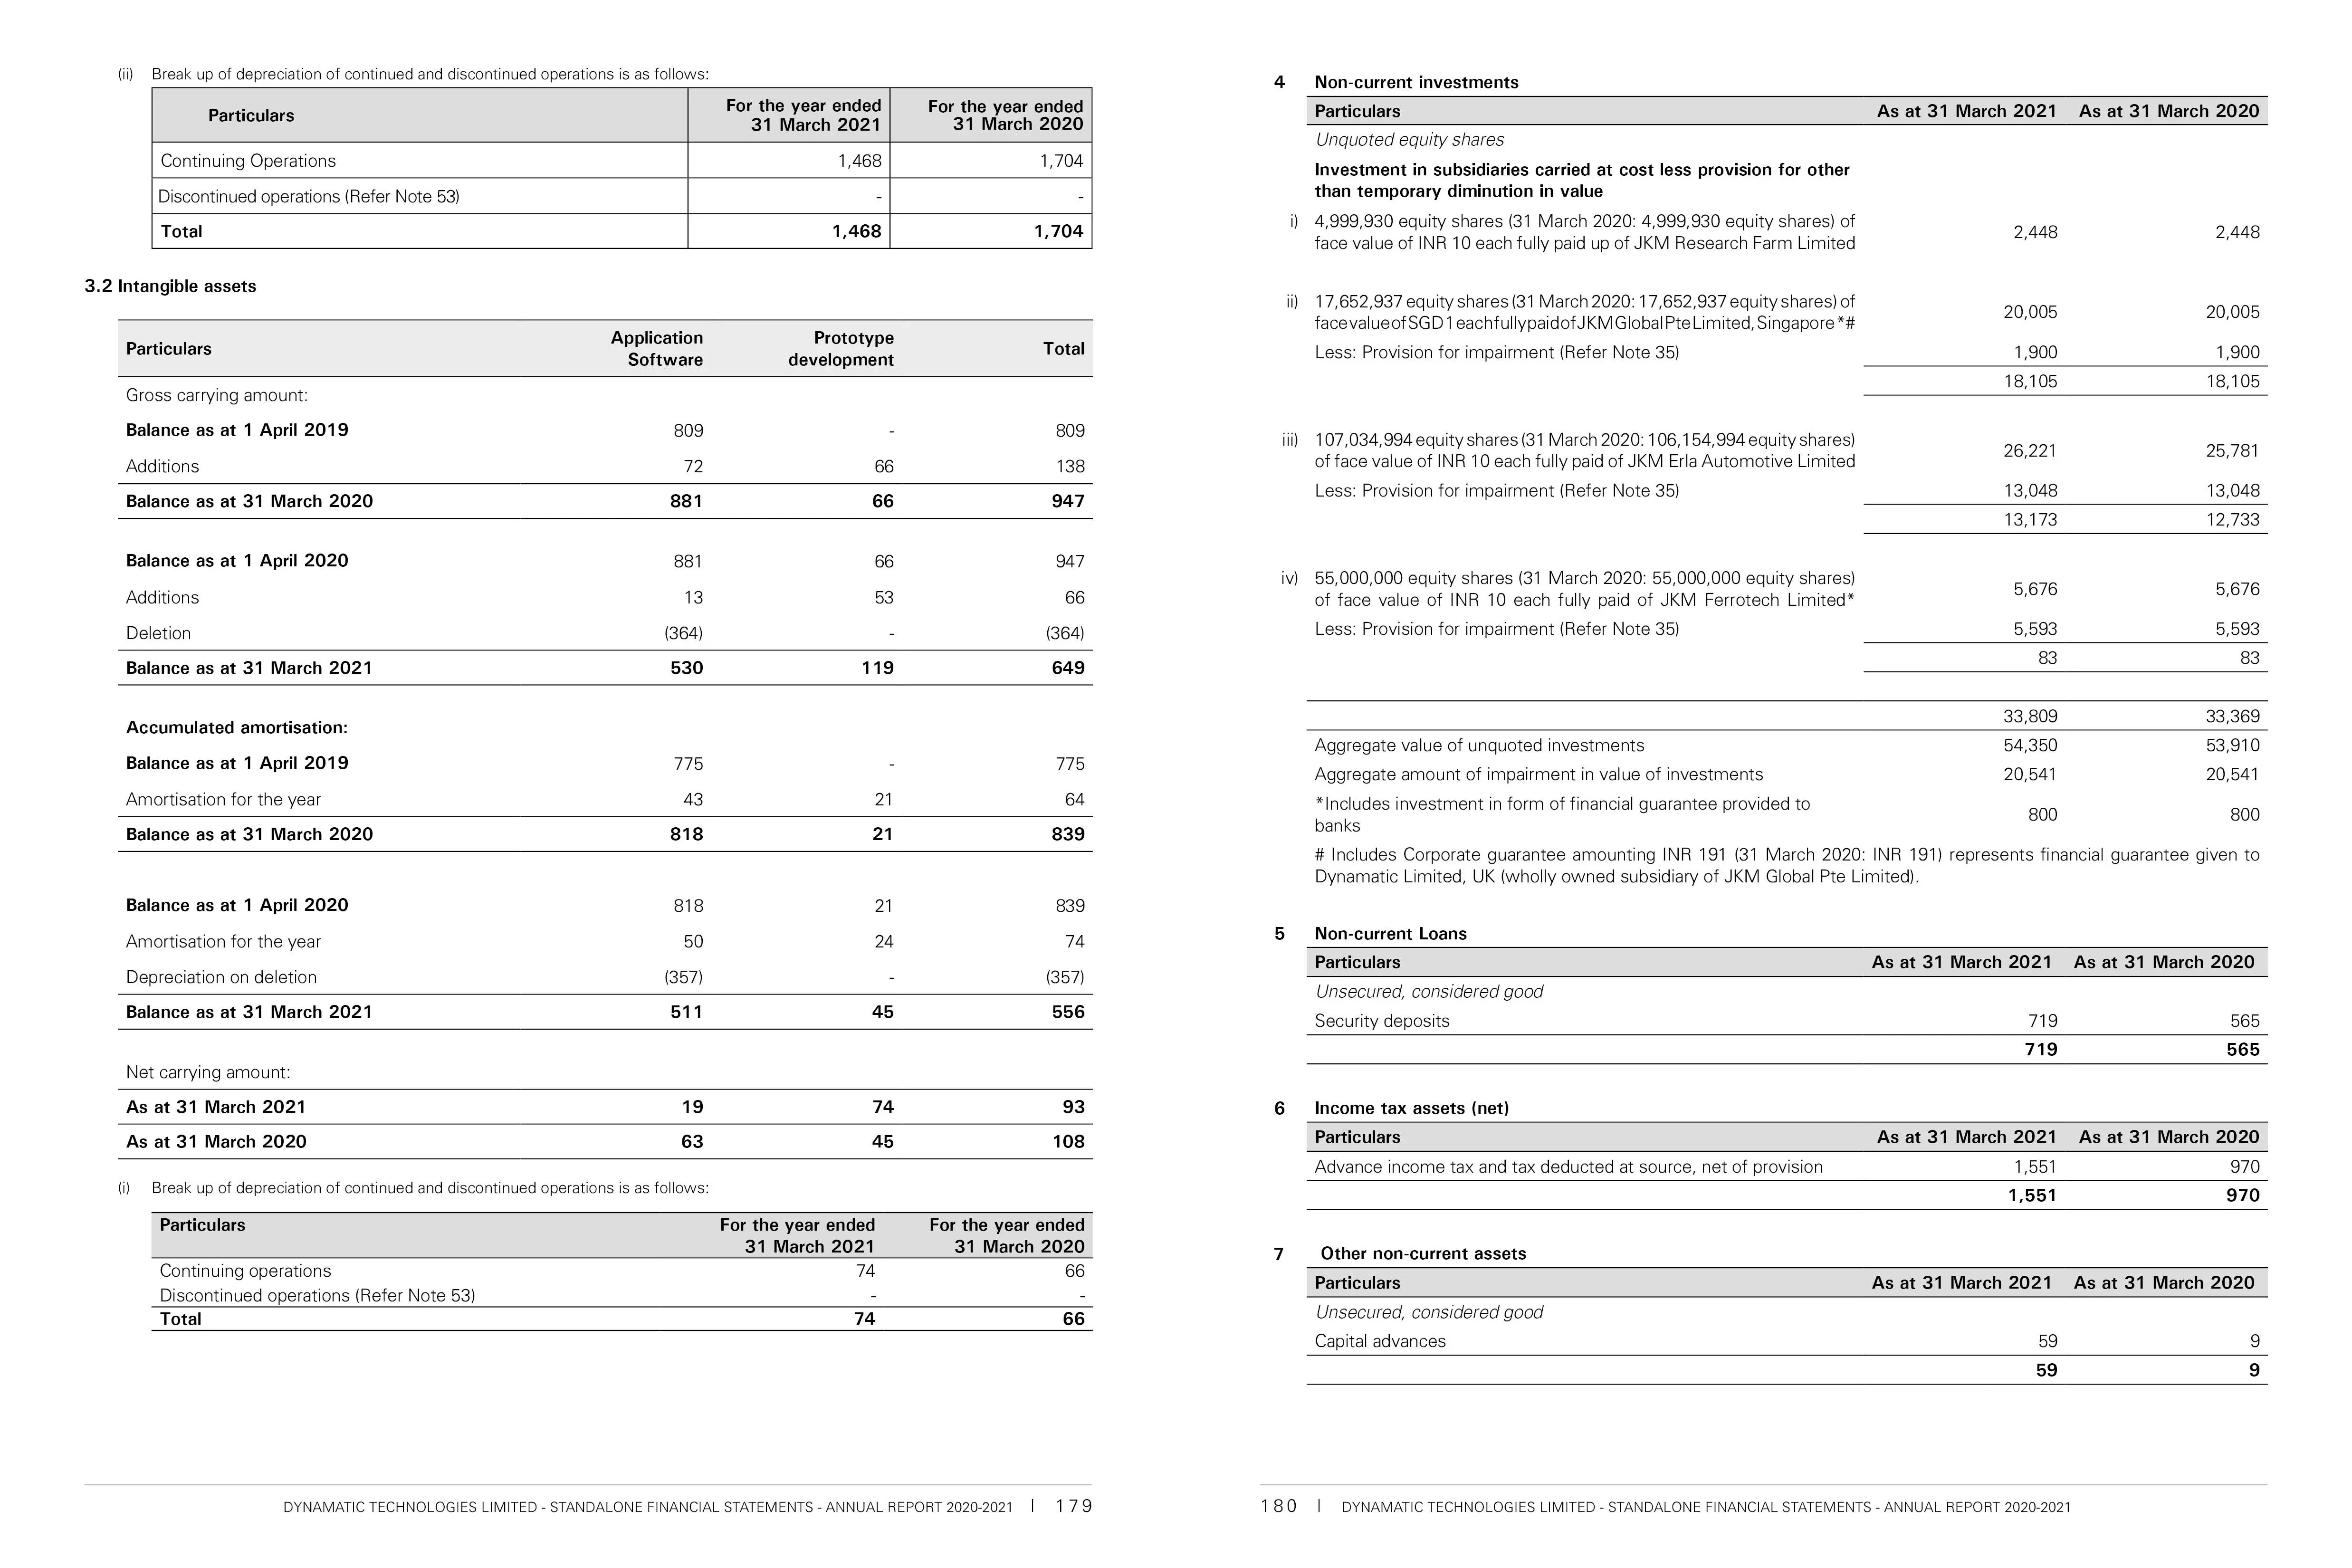 (ii) Break up of depreciation of continued and discontinued operations is as follows:
Particulars For the year ended 31 March 2021 For the year ended 31 March 2020
Continuing Operations 1,468 1,704
Discontinued operations (Refer Note 53) - -
Total 1,468 1,704
3.2 Intangible assets
Particulars Application Software Prototype development Total
Gross carrying amount:
Balance as at 1 April 2019 809 - 809
Additions 72 66 138
Balance as at 31 March 2020 881 66 947
Balance as at 1 April 2020 881 66 947
Additions 13 53 66
Deletion (364) - (364)
Balance as at 31 March 2021 530 119 649
Accumulated amortisation:
Balance as at 1 April 2019 775 - 775
Amortisation for the year 43 21 64
Balance as at 31 March 2020 818 21 839
Balance as at 1 April 2020 818 21 839
Amortisation for the year 50 24 74
Depreciation on deletion (357) - (357)
Balance as at 31 March 2021 511 45 556
Net carrying amount:
As at 31 March 2021 19 74 93
As at 31 March 2020 63 45 108
(i) Break up of depreciation of continued and discontinued operations is as follows:
Particulars For the year ended 31 March 2021 For the year ended 31 March 2020
Continuing operations 74 66
Discontinued operations (Refer Note 53) - -
Total 74 66
DYNAMATIC TECHNOLOGIES LIMITED - STANDALONE FINANCIAL STATEMENTS - ANNUAL REPORT 2020-2021 | 179
4 Non-current investments
Particulars As at 31 March 2021 As at 31 March 2020
Unquoted equity shares
Investment in subsidiaries carried at cost less provision for other
than temporary diminution in value
i) 4,999,930 equity shares (31 March 2020: 4,999,930 equity shares) of
face value of INR 10 each fully paid up of JKM Research Farm Limited 2,448 2,448
ii) 17,652,937 equity shares (31 March 2020: 17,652,937 equity shares) of
face value of SGD 1 each fully paid of JKM Global Pte Limited, Singapore *# 20,005 20,005
Less: Provision for impairment (Refer Note 35) 1,900 1,900
18,105 18,105
iii) 107,034,994 equity shares (31 March 2020: 106,154,994 equity shares)
of face value of INR 10 each fully paid of JKM Erla Automotive Limited 26,221 25,781
Less: Provision for impairment (Refer Note 35) 13,048 13,048
13,173 12,733
iv) 55,000,000 equity shares (31 March 2020: 55,000,000 equity shares)
of face value of INR 10 each fully paid of JKM Ferrotech Limited* 5,676 5,676
Less: Provision for impairment (Refer Note 35) 5,593 5,593
83 83
33,809 33,369
Aggregate value of unquoted investments 54,350 53,910
Aggregate amount of impairment in value of investments 20,541 20,541
*Includes investment in form of financial guarantee provided to
banks 800 800
# Includes Corporate guarantee amounting INR 191 (31 March 2020: INR 191) represents financial guarantee given to
Dynamatic Limited, UK (wholly owned subsidiary of JKM Global Pte Limited).
5 Non-current Loans
Particulars As at 31 March 2021 As at 31 March 2020
Unsecured, considered good
Security deposits 719 565
719 565
6 Income tax assets (net)
Particulars As at 31 March 2021 As at 31 March 2020
Advance income tax and tax deducted at source, net of provision 1,551 970
1,551 970
7 Other non-current assets
Particulars As at 31 March 2021 As at 31 March 2020
Unsecured, considered good
Capital advances 59 9
59 9
180 | DYNAMATIC TECHNOLOGIES LIMITED - STANDALONE FINANCIAL STATEMENTS - ANNUAL REPORT 2020-2021